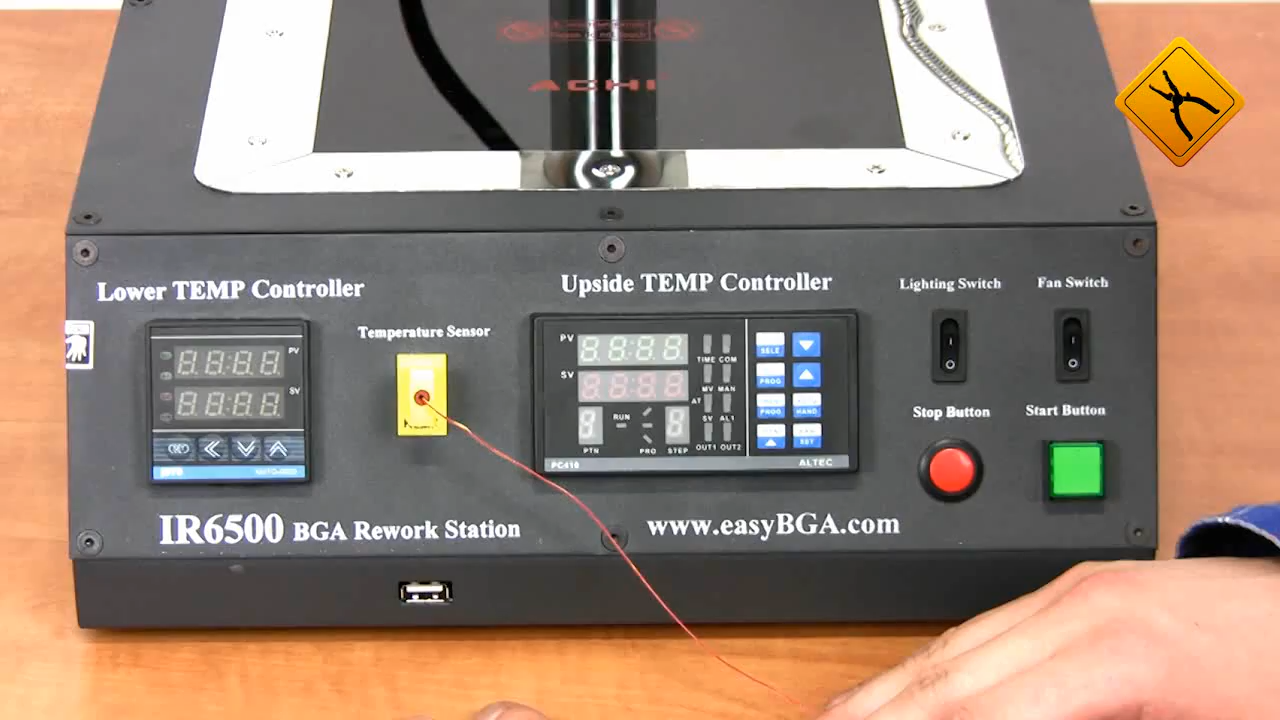 ACHI
Lower TEMP Controller
Upside TEMP Controller
Lighting Switch
Fan Switch
Temperature Sensor
PV
SV
PV
SV
TIME COM
MV MAN
AT
SV AL1
OUT1 OUT2
RUN
PTN
PRO
STEP
SELE
PROG
PROG
HAND
KEY
PC410
ALTEC
Stop Button
Start Button
IR6500 BGA Rework Station
www.easyBGA.com